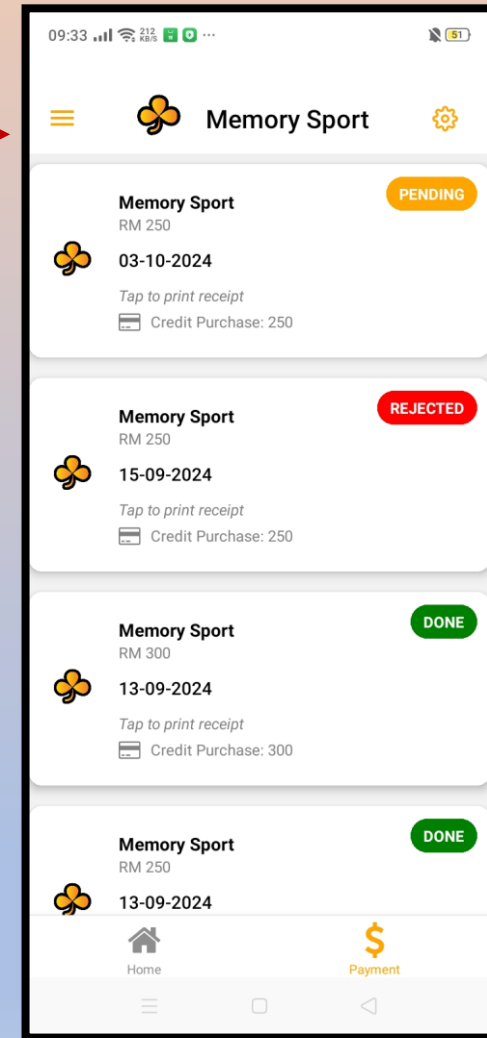 09:33 212 KB/S ... 51
Memory Sport
PENDING
Memory Sport
RM 250
03-10-2024
Tap to print receipt
Credit Purchase: 250
REJECTED
Memory Sport
RM 250
15-09-2024
Tap to print receipt
Credit Purchase: 250
DONE
Memory Sport
RM 300
13-09-2024
Tap to print receipt
Credit Purchase: 300
DONE
Memory Sport
RM 250
13-09-2024
Home
Payment